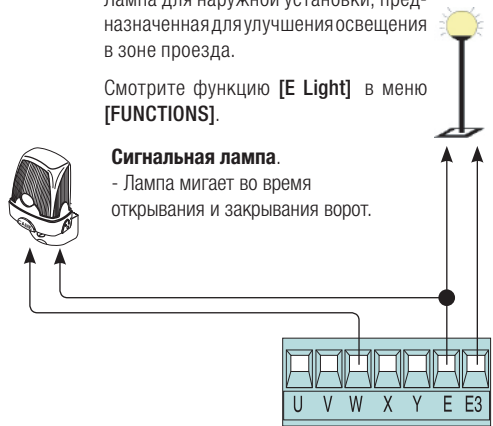 Лампа для наружной установки, пред-
назначенная для улучшения освещения
в зоне проезда.
Смотрите функцию [E Light] в меню
[FUNCTIONS].
Сигнальная лампа.
- Лампа мигает во время
открывания и закрывания ворот.
U V W X Y E E3